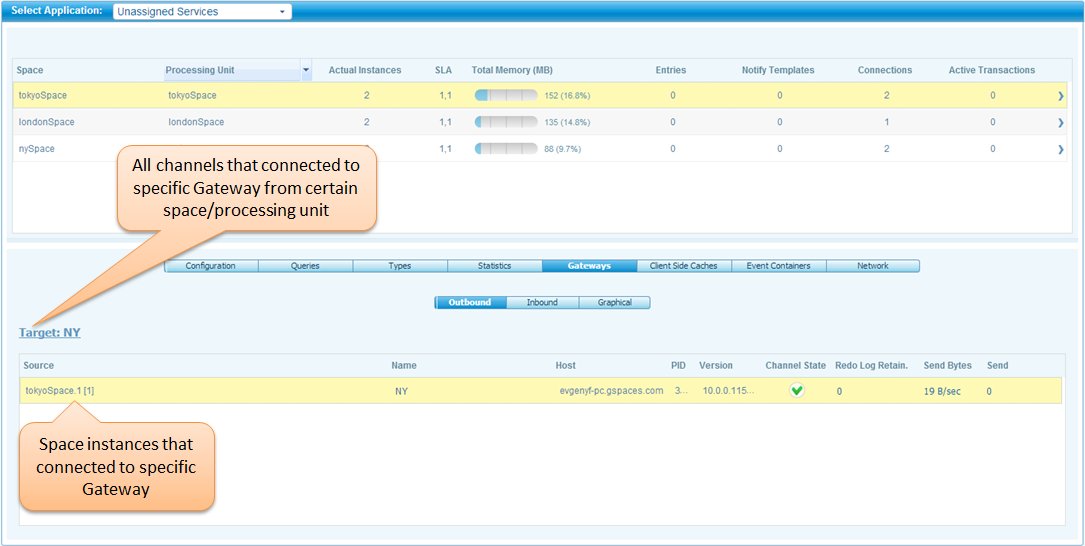 Select Application: Unassigned Services
Space Processing Unit Actual Instances SLA Total Memory (MB) Entries Notify Templates Connections Active Transactions
tokyoSpace tokyoSpace 2 1,1 152 (16.8%) 0 0 2 0
londonSpace londonSpace 2 1,1 135 (14.8%) 0 0 1 0
nySpace nySpace 1,1 88 (9.7%) 0 0 2 0
All channels that connected to
specific Gateway from certain
space/processing unit
Configuration Queries Types Statistics Gateways Client Side Caches Event Containers Network
Outbound Inbound Graphical
Target: NY
Source Name Host PID Version Channel State Redo Log Retain. Send Bytes Send
tokyoSpace.1 [1] NY evgenyf-pc.gspaces.com 3... 10.0.0.115... 0 19 B/sec 0
Space instances that
connected to specific
Gateway